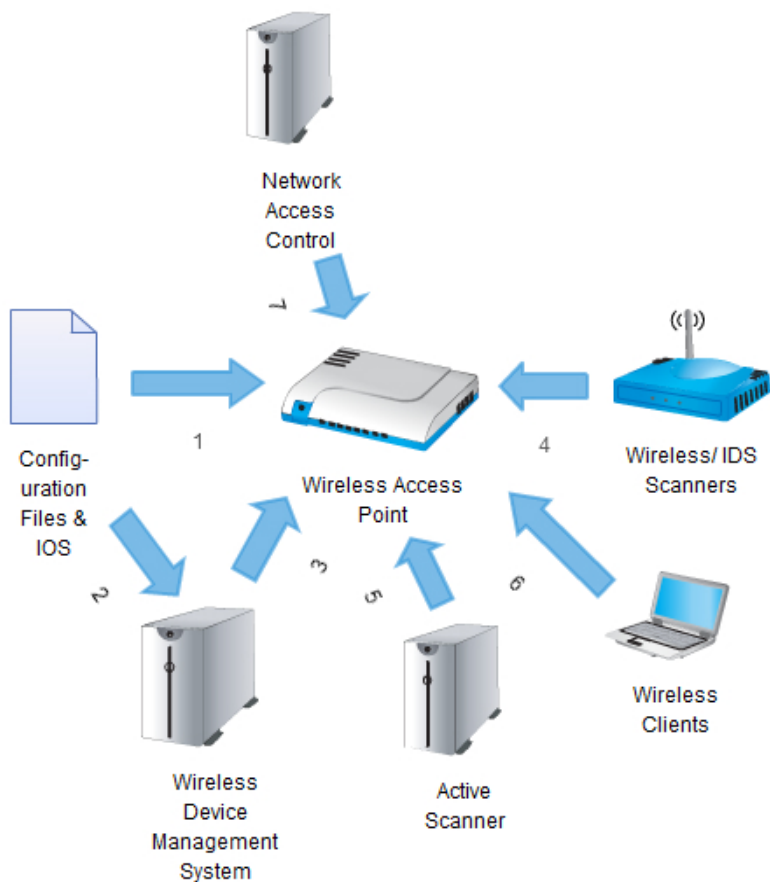 Network
Access
Control
7
1
4
Config-
uration
Files &
IOS
Wireless Access
Point
Wireless/ IDS
Scanners
2
3
5
6
Wireless
Device
Management
System
Active
Scanner
Wireless
Clients